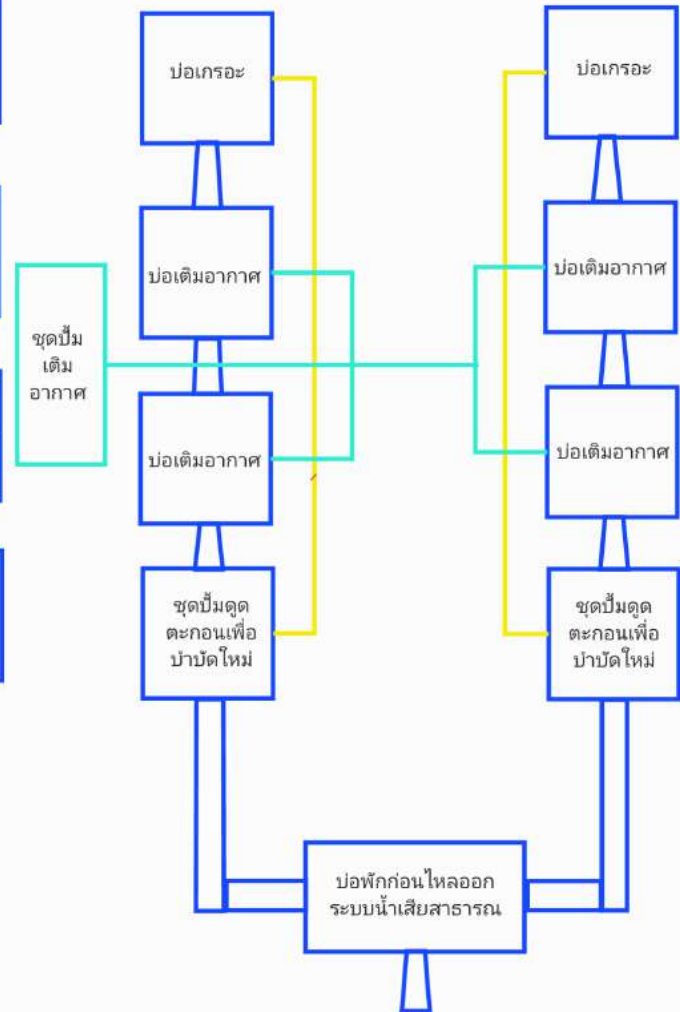 บ่อเกรอะ
บ่อเกรอะ
บ่อเติมอากาศ
บ่อเติมอากาศ
ชุดปั๊ม
เติม
อากาศ
บ่อเติมอากาศ
บ่อเติมอากาศ
ชุดปั๊มดูด
ตะกอนเพื่อ
บำบัดใหม่
ชุดปั๊มดูด
ตะกอนเพื่อ
บำบัดใหม่
บ่อพักก่อนไหลออก
ระบบน้ำเสียสาธารณ